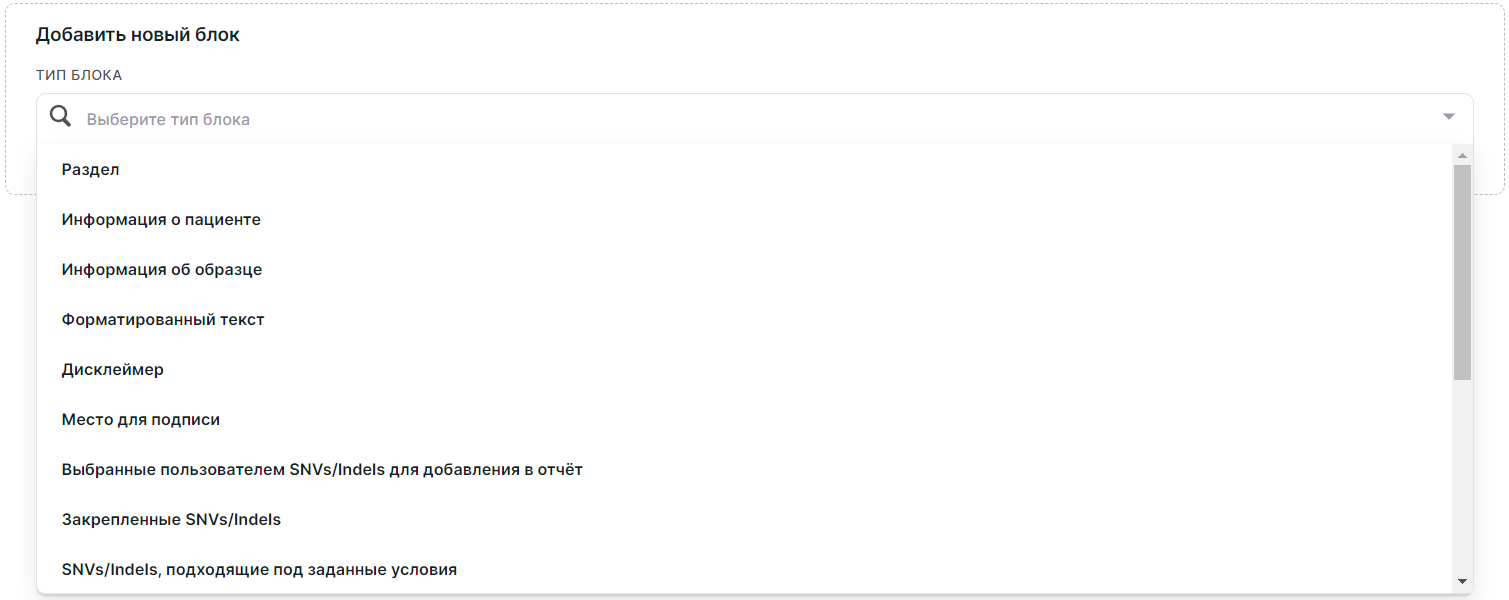 Добавить новый блок
ТИП БЛОКА
Выберите тип блока
Раздел
Информация о пациенте
Информация об образце
Форматированный текст
Дисклеймер
Место для подписи
Выбранные пользователем SNVs/Indels для добавления в отчёт
Закрепленные SNVs/Indels
SNVs/Indels, подходящие под заданные условия